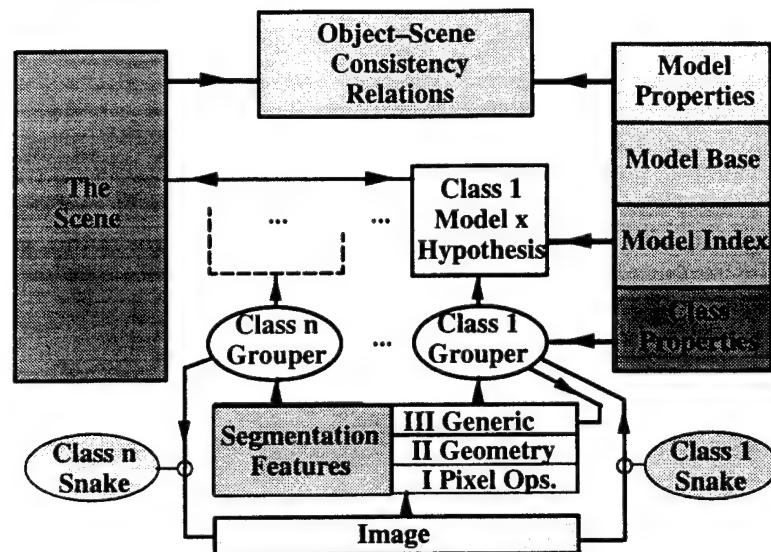 Object–Scene
Consistency
Relations
Model
Properties
Model Base
Model Index
Class
Properties
The
Scene
Class 1
Model x
Hypothesis
...
...
Class n
Grouper
...
Class 1
Grouper
Segmentation
Features
III Generic
II Geometry
I Pixel Ops.
Class n
Snake
Class 1
Snake
Image